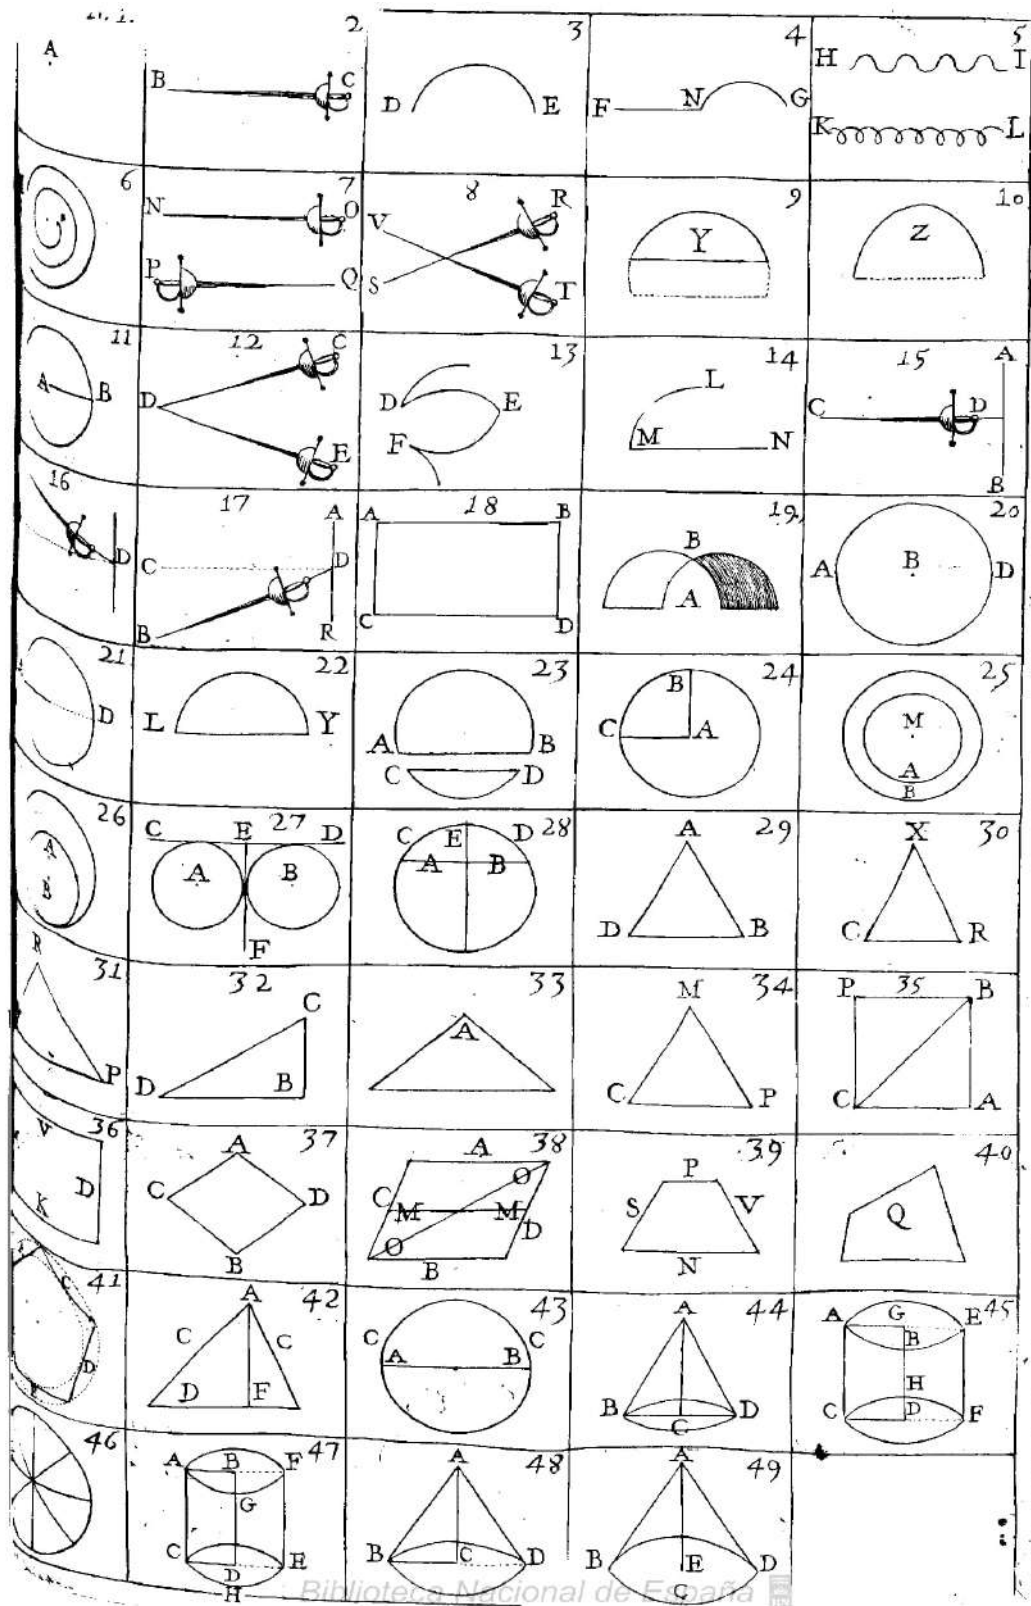 A
2
B C
3
D E
4
F N G
5
H I
K L
6
7
N O
P Q
8
V R
S T
9
Y
10
Z
11
A B
12
C
D
E
13
D E
F
14
L
M N
15
A
C D
B
16
D
17
A
C D
B R
18
A B
C D
19
B
A
20
A B D
21
D
22
L Y
23
A B
C D
24
B
C A
25
M
A
B
26
A
B
27
C E D
A B
F
28
C E D
A B
29
A
D B
30
X
C R
31
R
P
32
C
D B
33
A
34
M
C P
35
P B
C A
36
V
D
K
37
A
C D
B
38
A
O
C
M M
D
O
B
39
P
S V
N
40
Q
41
C
D
42
A
C C
D F
43
C C
A B
44
A
B D
C
45
A G E
B
H
C D F
46
47
A B F
G
C E
D
H
48
A
B C D
49
A
B E D
C
Biblioteca Nacional de España